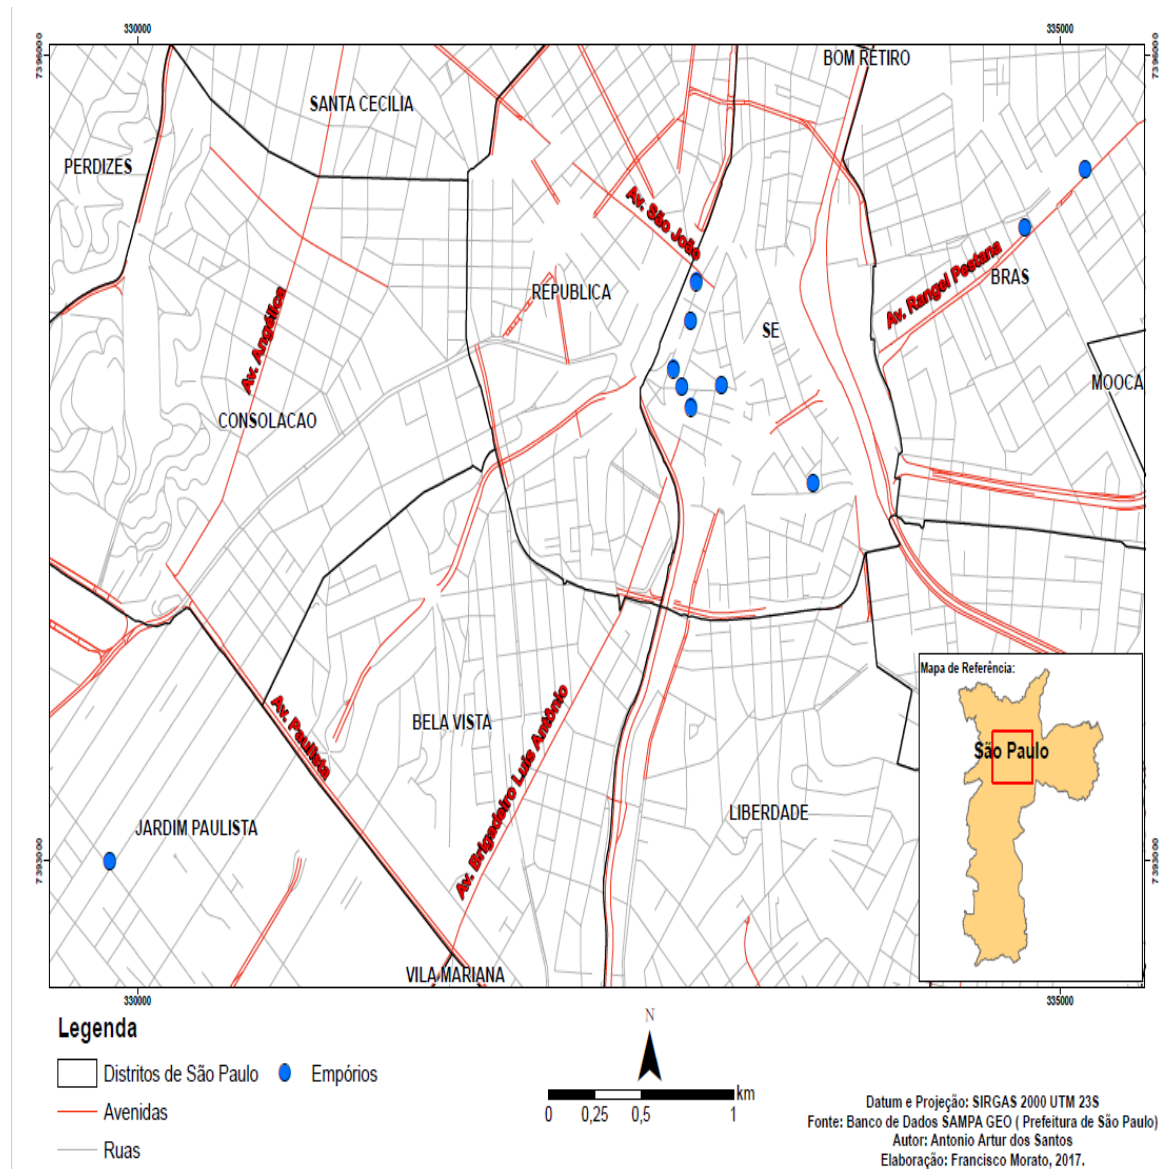 330000
335000
7396000
7396000
BOM RETIRO
SANTA CECILIA
PERDIZES
Av. São João
Av. Rangel Pestana
BRAS
REPUBLICA
SE
Av. Angélica
MOOCA
CONSOLACAO
Mapa de Referência:
São Paulo
Av. Paulista
BELA VISTA
Av. Brigadeiro Luis Antônio
LIBERDADE
JARDIM PAULISTA
7393000
7393000
VILA MARIANA
330000
335000
Legenda
N
Distritos de São Paulo
Empórios
Avenidas
Ruas
km
0 0,25 0,5 1
Datum e Projeção: SIRGAS 2000 UTM 23S
Fonte: Banco de Dados SAMPA GEO ( Prefeitura de São Paulo)
Autor: Antonio Artur dos Santos
Elaboração: Francisco Morato, 2017.